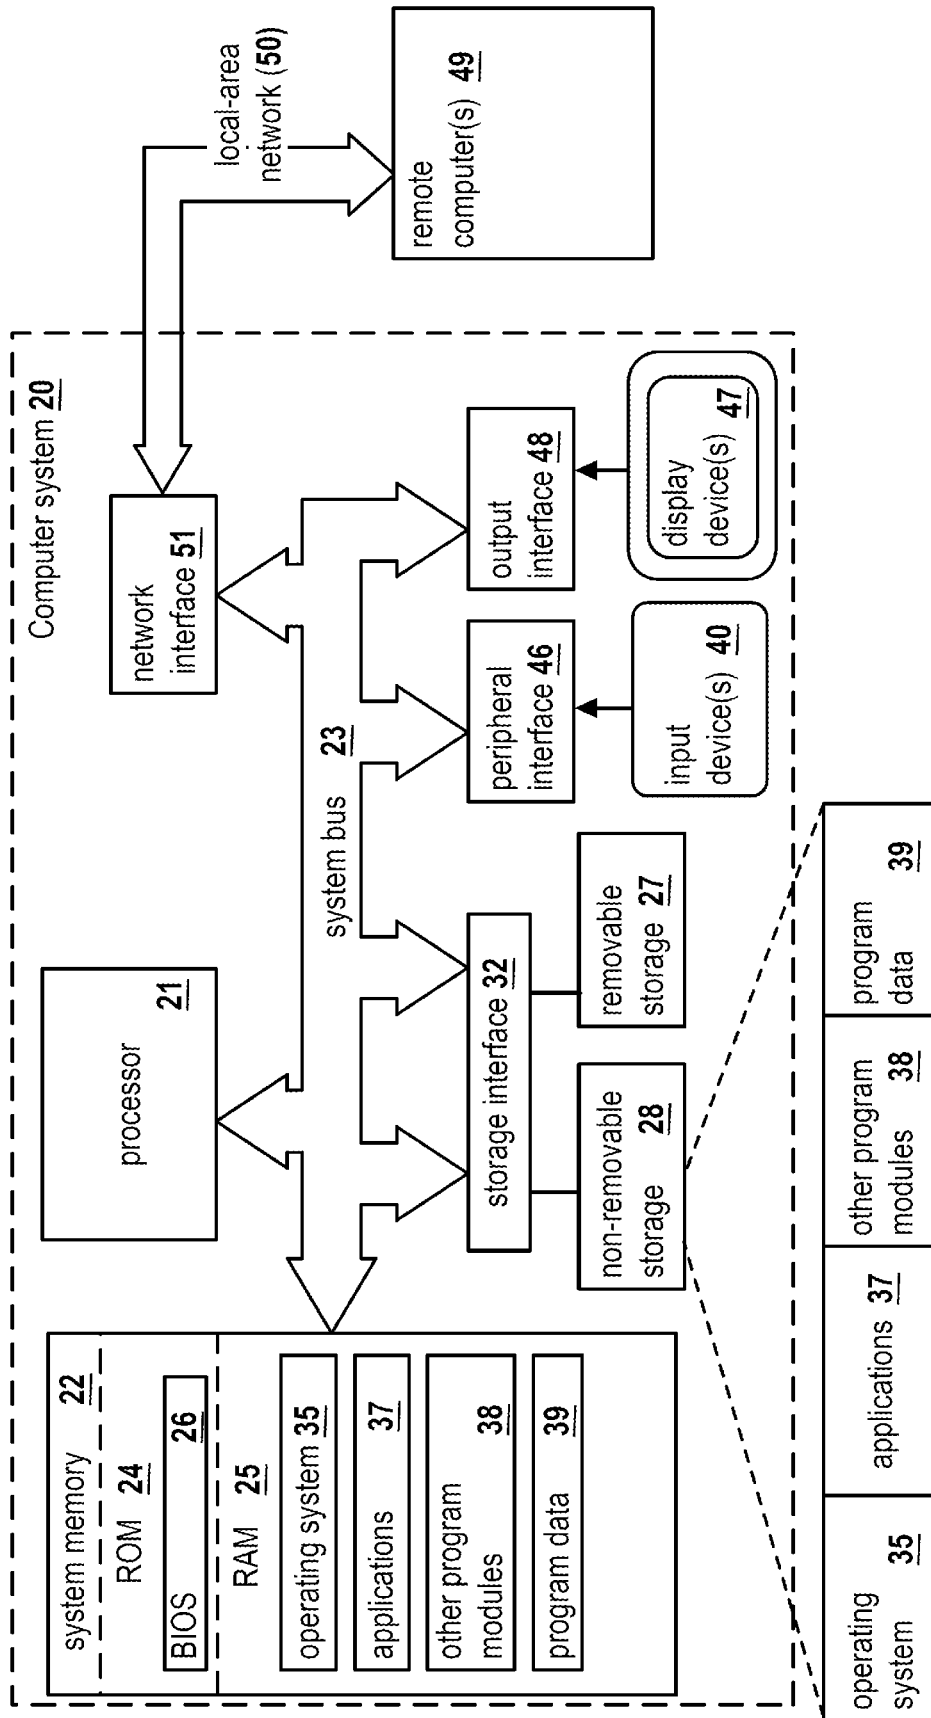 Computer system 20
system memory 22
ROM 24
BIOS 26
RAM 25
operating system 35
applications 37
other program
modules 38
program data 39
processor 21
network
interface 51
local-area
network (50)
remote
computer(s) 49
system bus 23
storage interface 32
peripheral
interface 46
output
interface 48
non-removable
storage 28
removable
storage 27
input
device(s) 40
display
device(s) 47
operating
system 35
applications 37
other program
modules 38
program
data 39